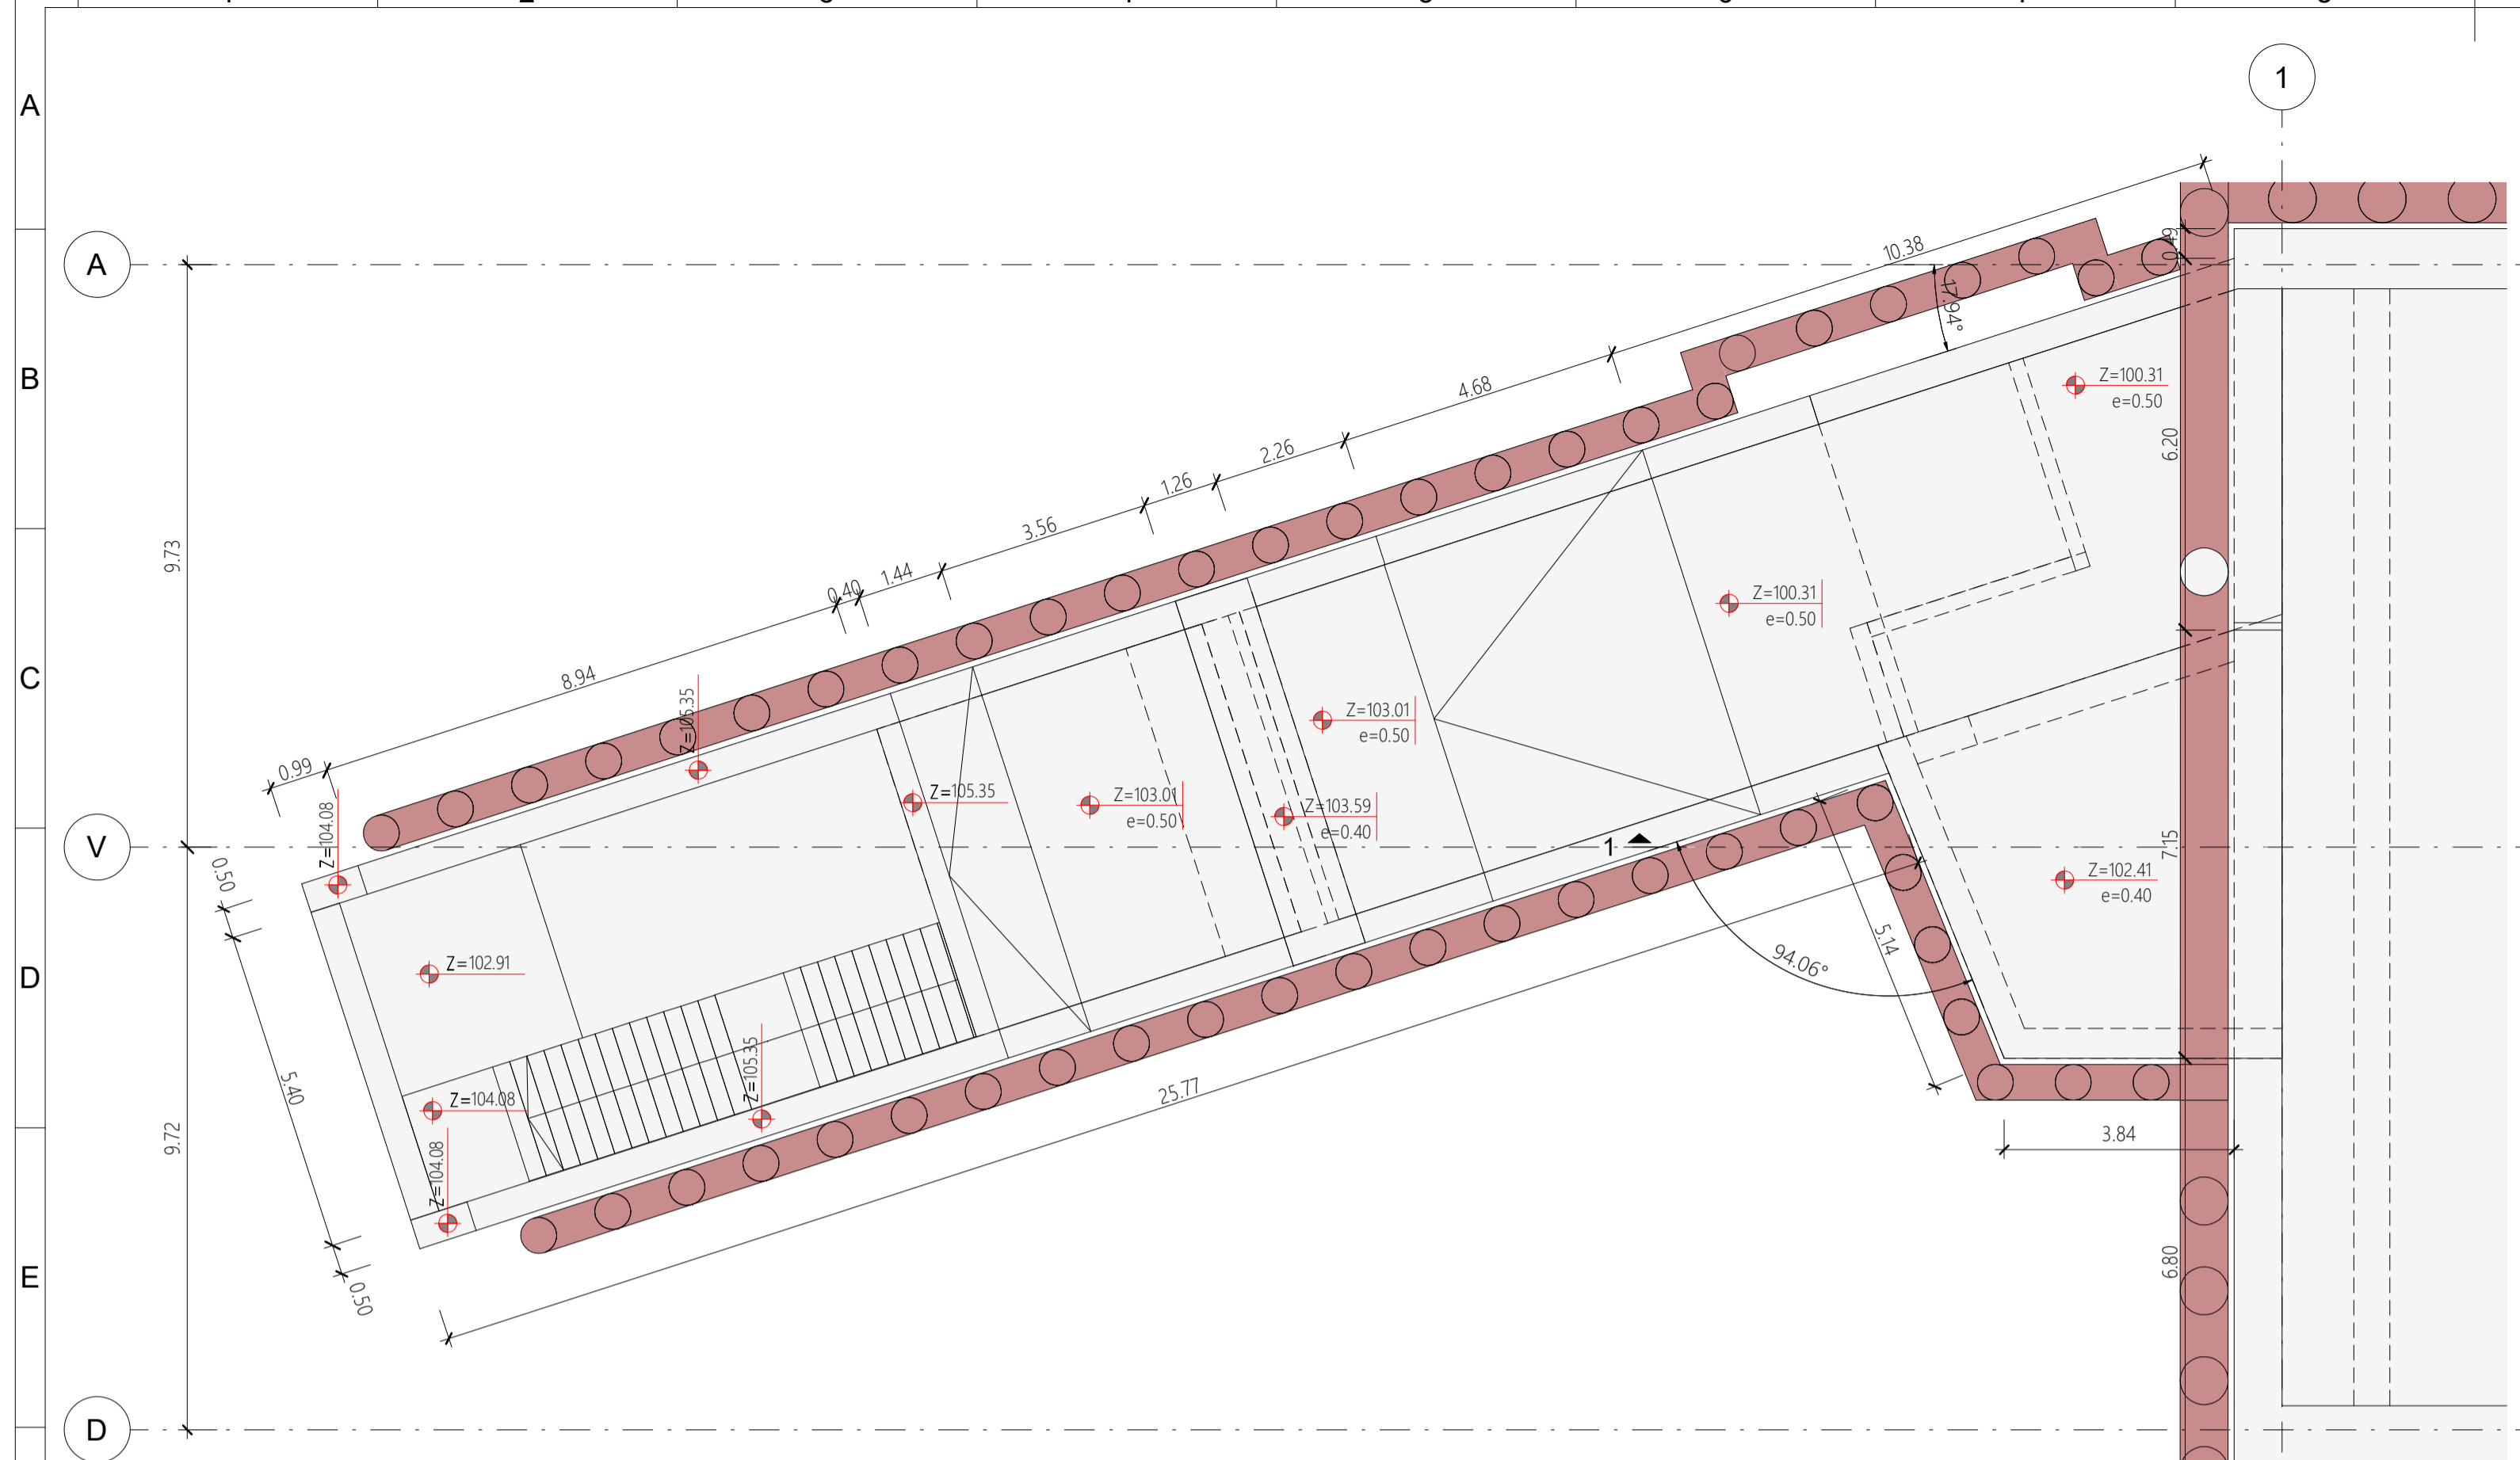 1
A
A
B
C
V
D
E
D
9.73
9.72
10.38
0.49
17.94°
4.68
Z=100.31
e=0.50
6.20
2.26
1.26
3.56
0.40
1.44
8.94
0.99
Z=105.35
Z=100.31
e=0.50
Z=103.01
e=0.50
Z=105.35
Z=103.01
e=0.50
Z=103.59
e=0.40
Z=104.08
1
7.15
Z=102.41
e=0.40
0.50
Z=102.91
94.06°
5.14
5.40
Z=104.08
Z=105.35
25.77
3.84
Z=104.08
0.50
6.80